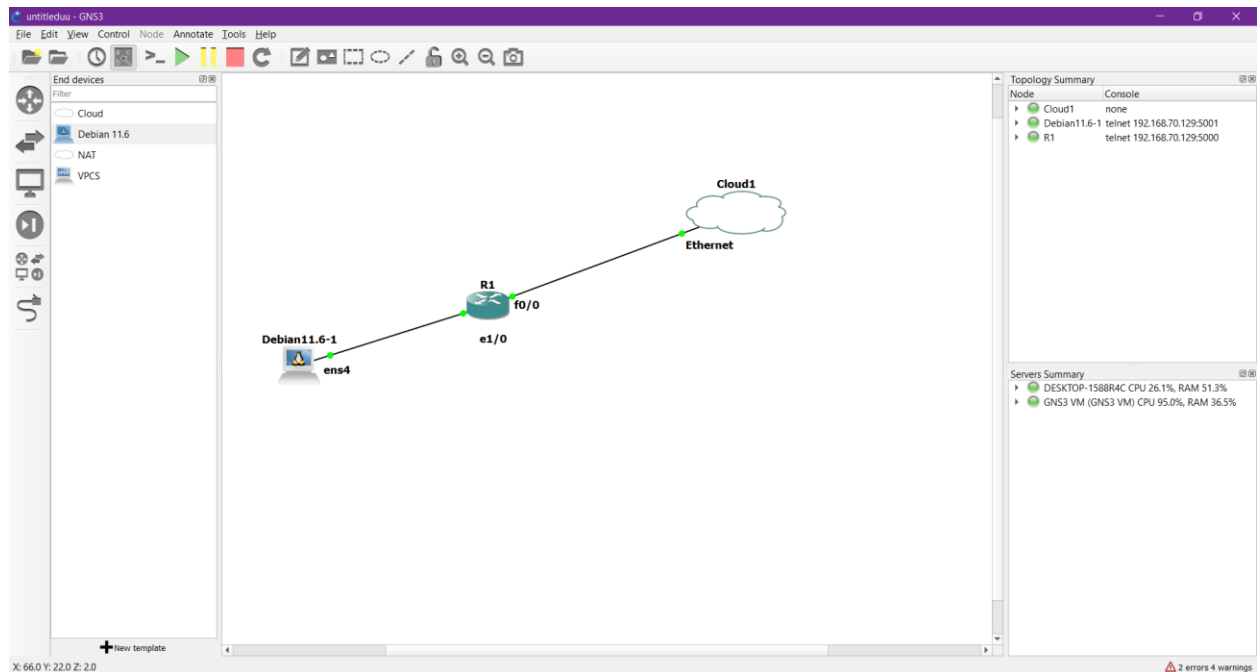 untitleduu - GNS3
File Edit View Control Node Annotate Tools Help
End devices
Filter
Cloud
Debian 11.6
NAT
VPCS
New template
X: 66.0 Y: 22.0 Z: 2.0
Cloud1
Ethernet
R1
f0/0
e1/0
Debian11.6-1
ens4
Topology Summary
Node Console
Cloud1 none
Debian11.6-1 telnet 192.168.70.129:5001
R1 telnet 192.168.70.129:5000
Servers Summary
DESKTOP-1588R4C CPU 26.1%, RAM 51.3%
GNS3 VM (GNS3 VM) CPU 95.0%, RAM 36.5%
2 errors 4 warnings